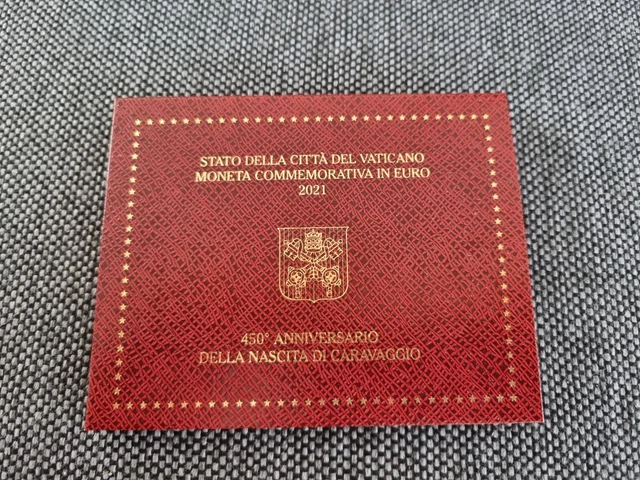 STATO DELLA CITTÀ DEL VATICANO
MONETA COMMEMORATIVA IN EURO
2021
450° ANNIVERSARIO
DELLA NASCITA DI CARAVAGGIO